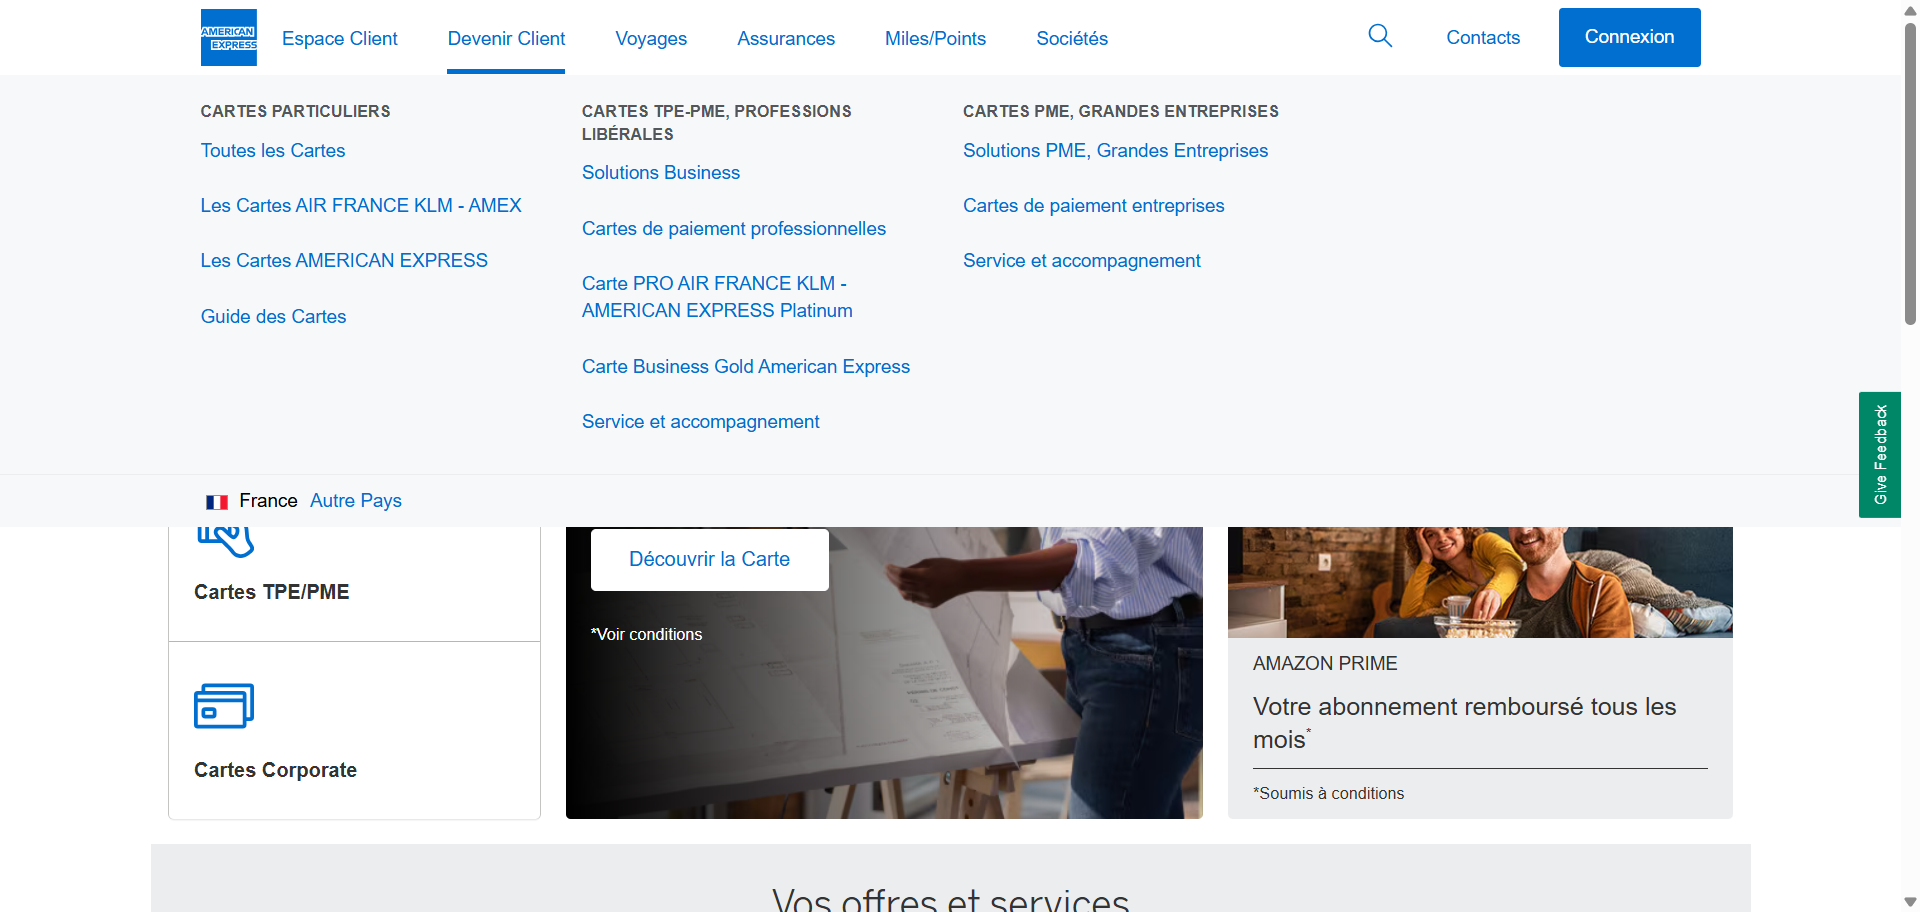 AMERICAN
EXPRESS
Espace Client
Devenir Client
Voyages
Assurances
Miles/Points
Sociétés
Contacts
Connexion
CARTES PARTICULIERS
Toutes les Cartes
Les Cartes AIR FRANCE KLM - AMEX
Les Cartes AMERICAN EXPRESS
Guide des Cartes
CARTES TPE-PME, PROFESSIONS
LIBÉRALES
Solutions Business
Cartes de paiement professionnelles
Carte PRO AIR FRANCE KLM -
AMERICAN EXPRESS Platinum
Carte Business Gold American Express
Service et accompagnement
CARTES PME, GRANDES ENTREPRISES
Solutions PME, Grandes Entreprises
Cartes de paiement entreprises
Service et accompagnement
Give Feedback
France Autre Pays
Cartes TPE/PME
Cartes Corporate
Découvrir la Carte
*Voir conditions
AMAZON PRIME
Votre abonnement remboursé tous les
mois*
*Soumis à conditions
Vos offres et services